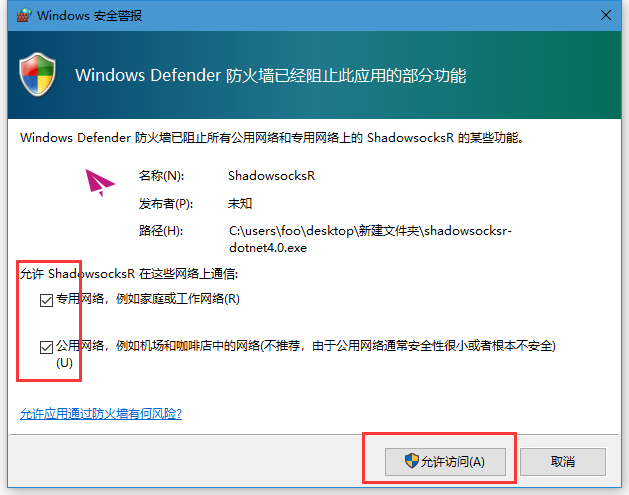 Windows 安全警报
Windows Defender 防火墙已经阻止此应用的部分功能
Windows Defender 防火墙已阻止所有公用网络和专用网络上的 ShadowsocksR 的某些功能。
名称(N): ShadowsocksR
发布者(P): 未知
路径(H): C:\users\foo\desktop\新建文件夹\shadowsocksr-
dotnet4.0.exe
允许 ShadowsocksR 在这些网络上通信:
专用网络，例如家庭或工作网络(R)
公用网络，例如机场和咖啡店中的网络(不推荐，由于公用网络通常安全性很小或者根本不安全)
(U)
允许应用通过防火墙有何风险?
允许访问(A) 取消